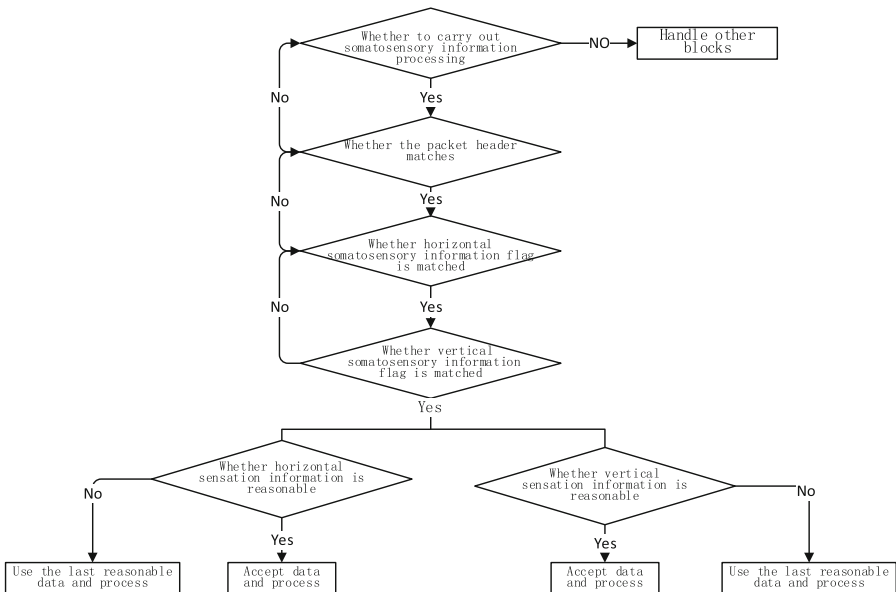 Whether to carry out
somatosensory information
processing
NO
Handle other
blocks
No
Yes
Whether the packet header
matches
No
Yes
Whether horizontal
somatosensory information flag
is matched
No
Yes
Whether vertical
somatosensory information
flag is matched
Yes
Whether horizontal
sensation information is
reasonable
Whether vertical
sensation information is
reasonable
No
Yes
Yes
No
Use the last reasonable
data and process
Accept data
and process
Accept data
and process
Use the last reasonable
data and process